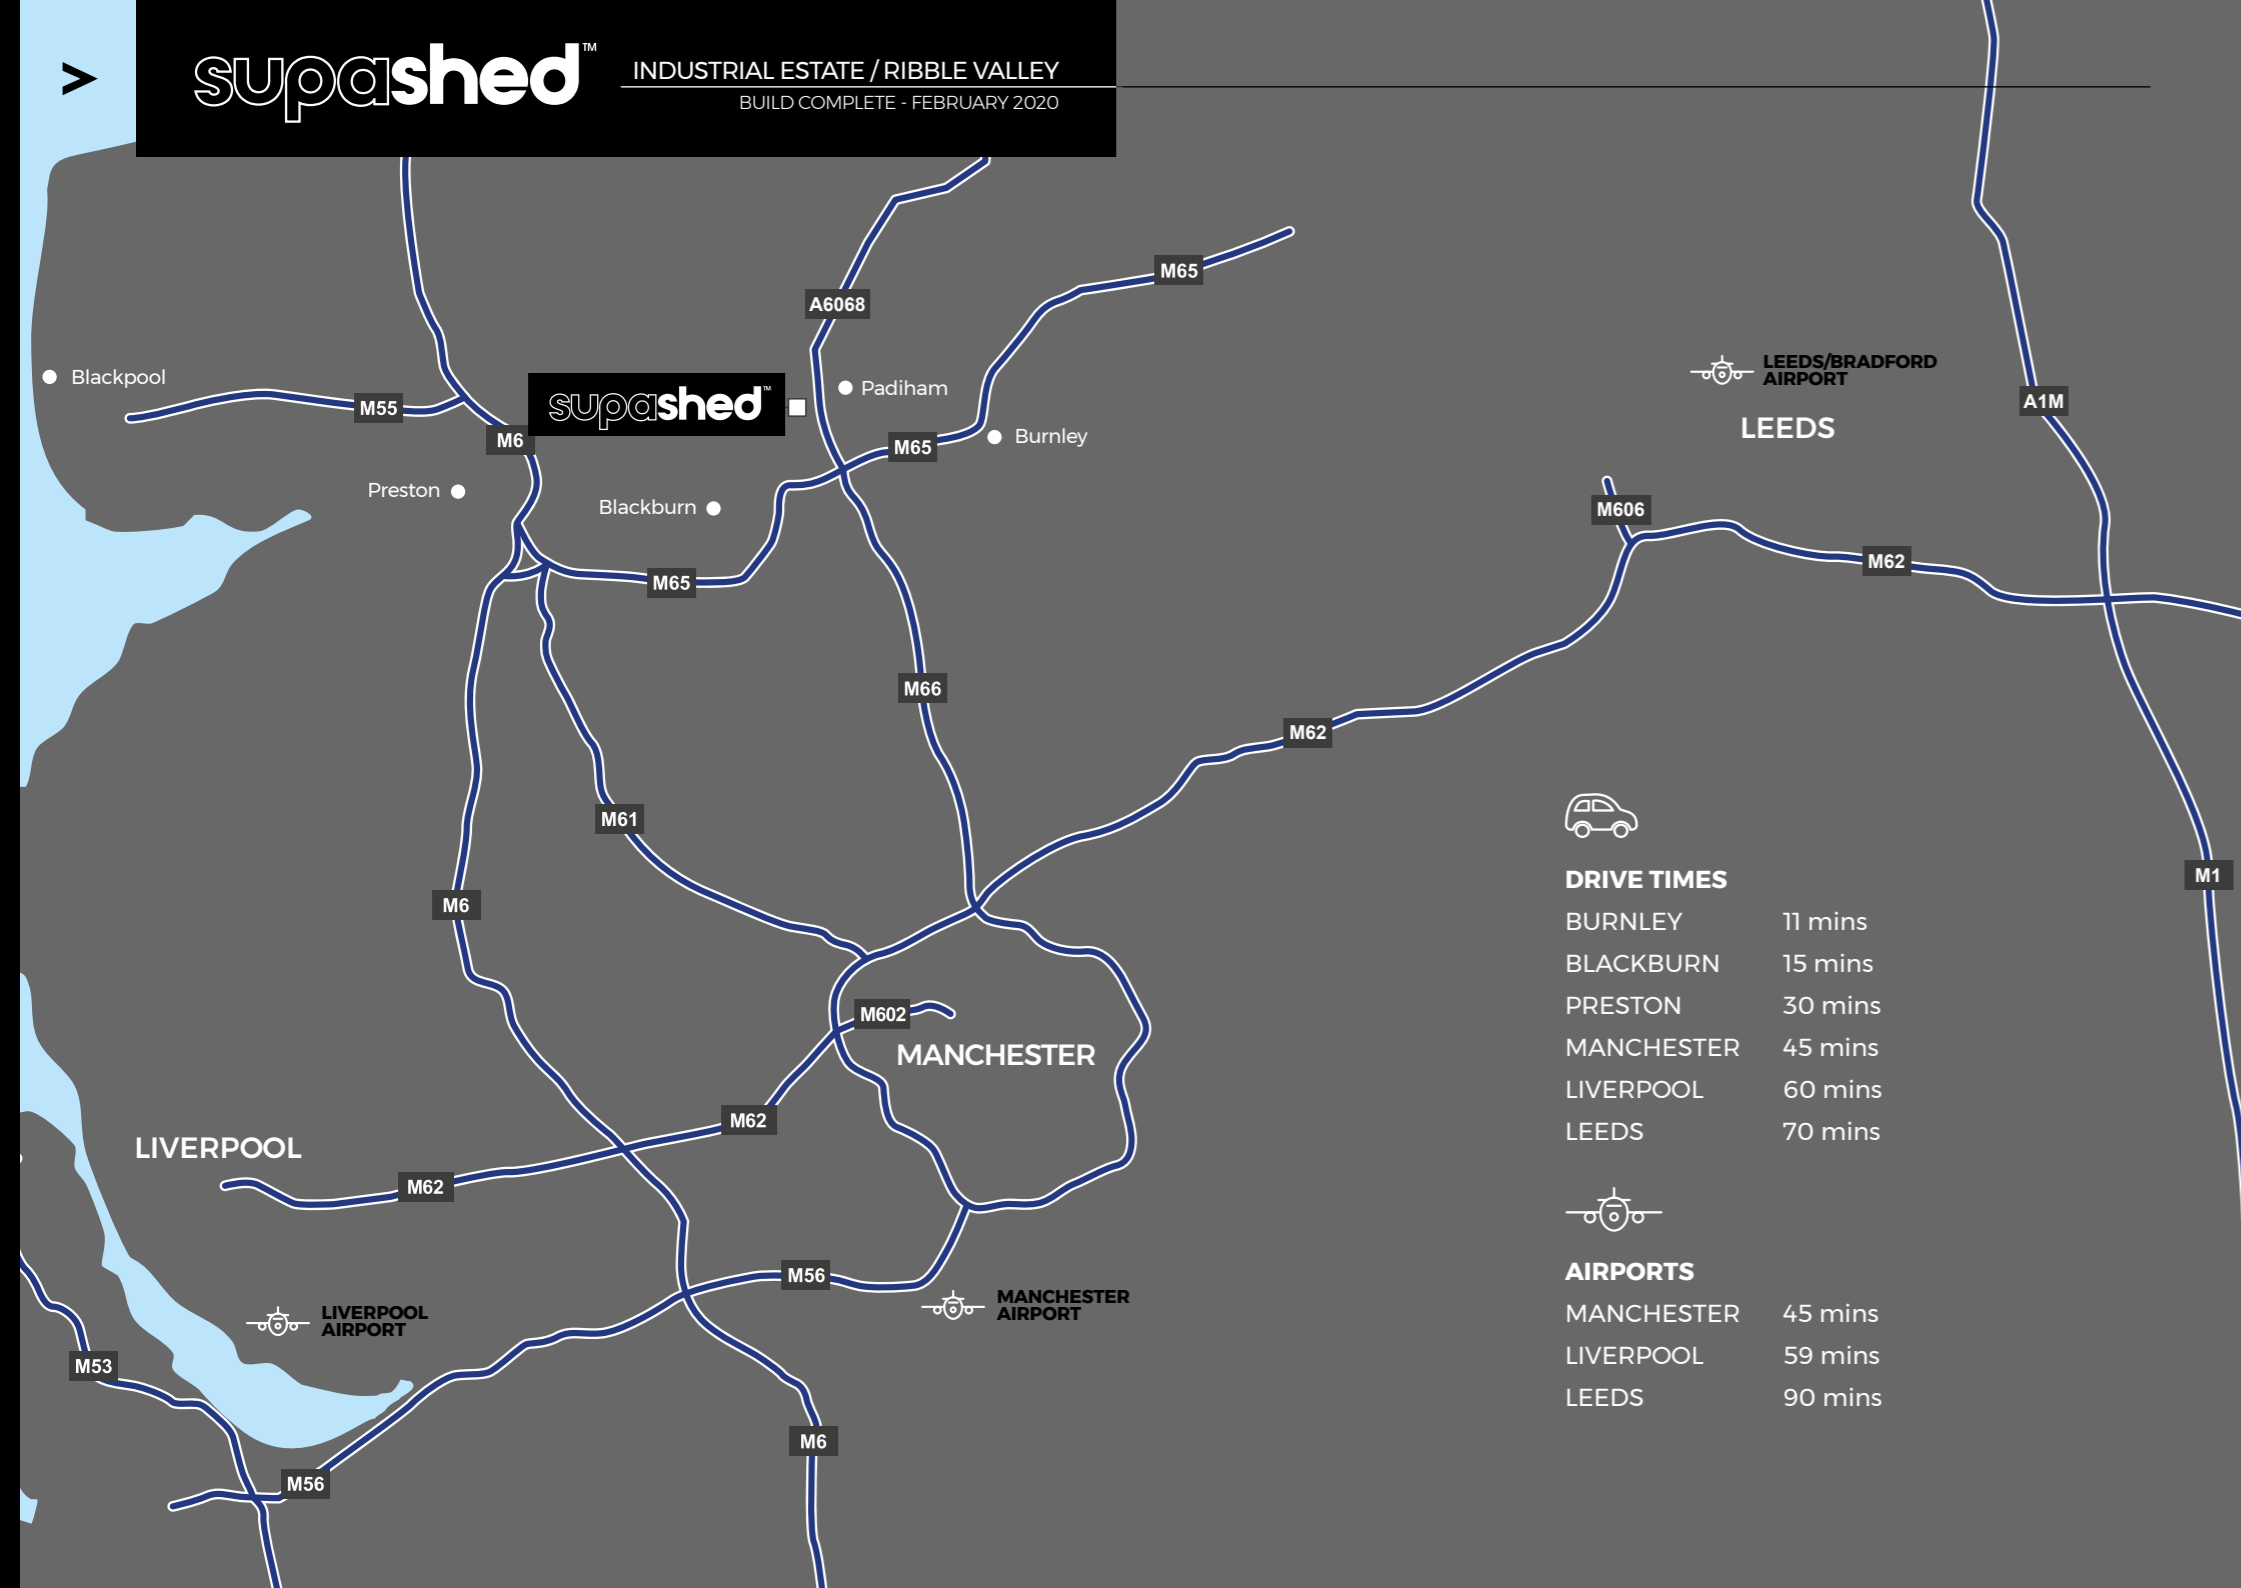 >
supashed™
INDUSTRIAL ESTATE / RIBBLE VALLEY
BUILD COMPLETE - FEBRUARY 2020
M65
A6068
LEEDS/BRADFORD
AIRPORT
Blackpool
Padiham
A1M
M55
supashed™
LEEDS
M6
Burnley
M65
Preston
Blackburn
M606
M62
M65
M66
M62
M61
M1
DRIVE TIMES
BURNLEY 11 mins
BLACKBURN 15 mins
PRESTON 30 mins
MANCHESTER 45 mins
LIVERPOOL 60 mins
LEEDS 70 mins
M6
M602
MANCHESTER
M62
LIVERPOOL
M62
AIRPORTS
MANCHESTER 45 mins
LIVERPOOL 59 mins
LEEDS 90 mins
M56
MANCHESTER
AIRPORT
LIVERPOOL
AIRPORT
M53
M6
M56